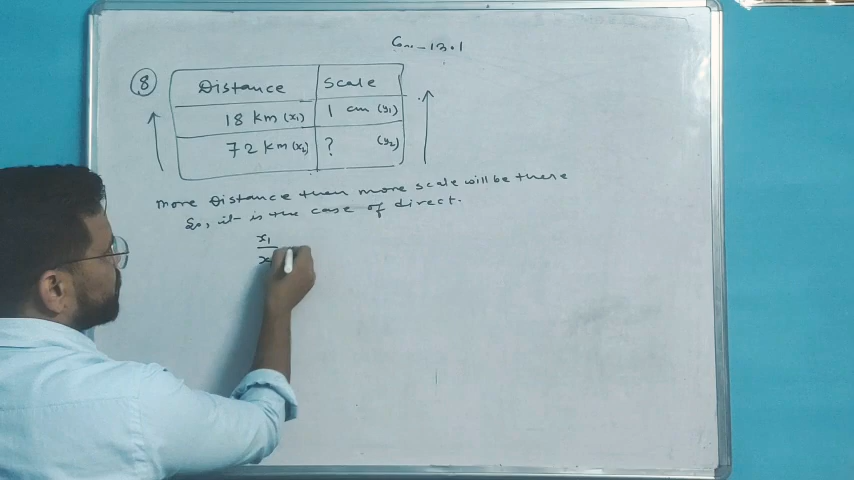 Ex-13.1
8
Distance Scale
18 km (x1) 1 cm (y1)
72 km (x2) ? (y2)
more Distance then more scale will be there
So, it is the case of direct.
x1
x